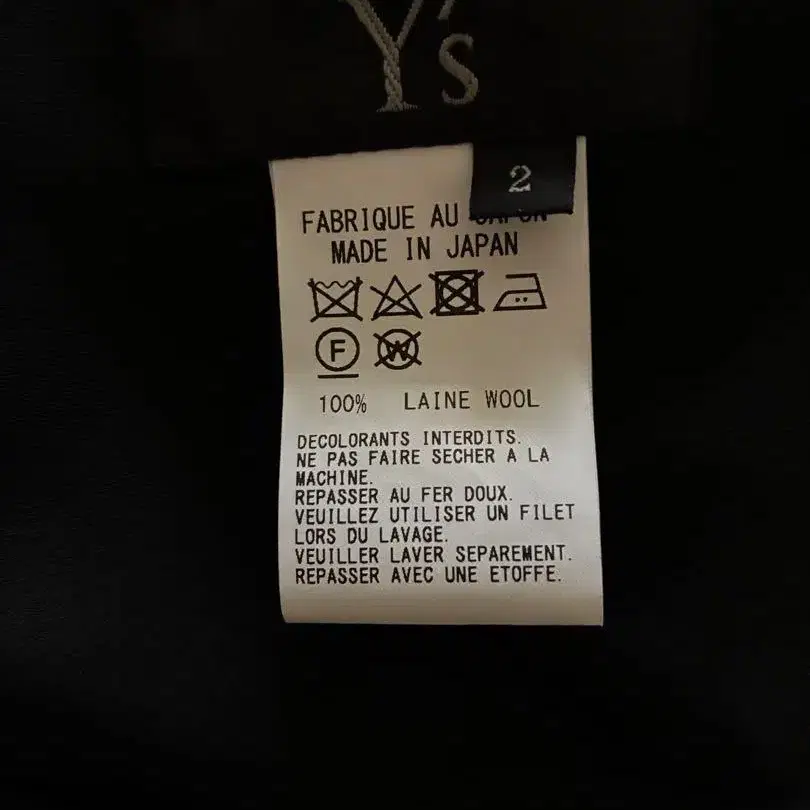 Y's
2
FABRIQUE AU JAPON
MADE IN JAPAN
F
W
100% LAINE WOOL
DECOLORANTS INTERDITS.
NE PAS FAIRE SECHER A LA
MACHINE.
REPASSER AU FER DOUX.
VEUILLEZ UTILISER UN FILET
LORS DU LAVAGE.
VEUILLER LAVER SEPAREMENT.
REPASSER AVEC UNE ETOFFE.